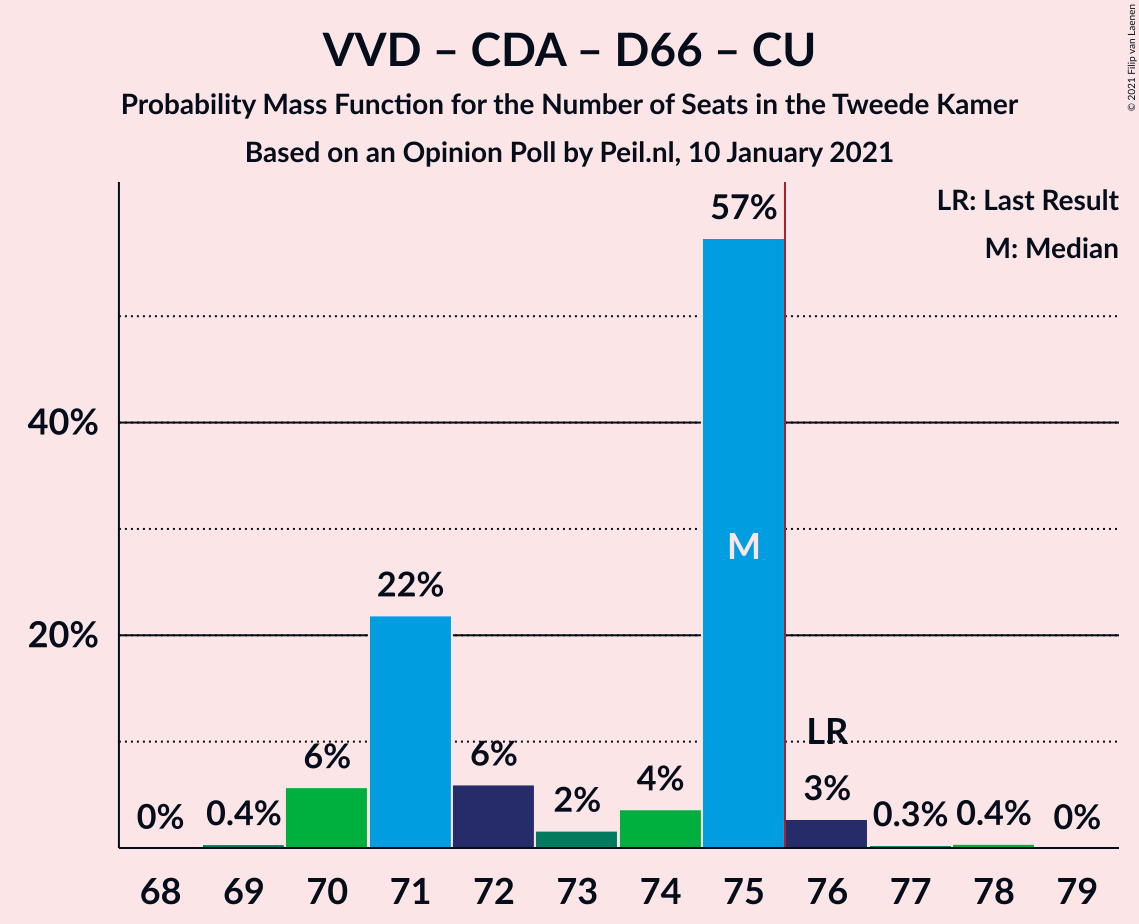 VVD – CDA – D66 – CU
Probability Mass Function for the Number of Seats in the Tweede Kamer
Based on an Opinion Poll by Peil.nl, 10 January 2021
© 2021 Filip van Laenen
LR: Last Result
M: Median
57%
40%
M
22%
20%
LR
6%
6%
4%
3%
2%
0%
0.4%
0.3%
0.4%
0%
68 69 70 71 72 73 74 75 76 77 78 79